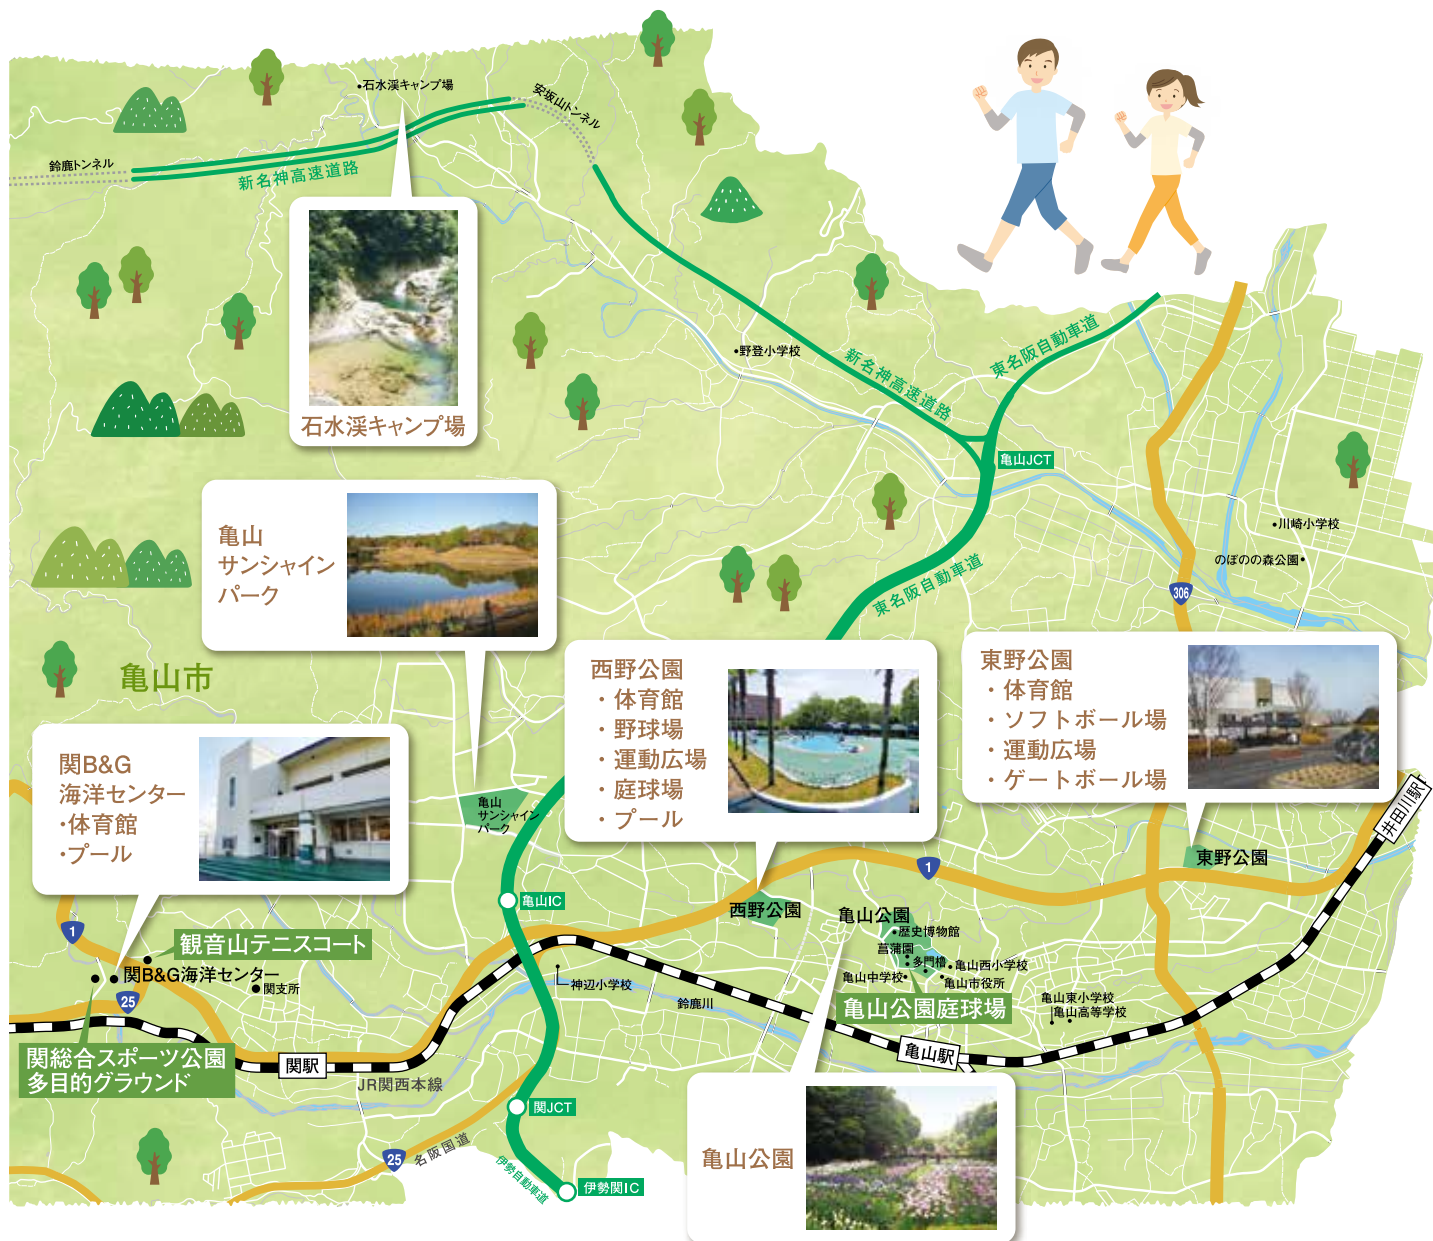 石水渓キャンプ場
安坂山トンネル
鈴鹿トンネル
新名神高速道路
石水渓キャンプ場
野登小学校
新名神高速道路
東名阪自動車道
亀山JCT
川崎小学校
のぼのの森公園
306
東名阪自動車道
亀山
サンシャイン
パーク
亀山市
西野公園
・体育館
・野球場
・運動広場
・庭球場
・プール
東野公園
・体育館
・ソフトボール場
・運動広場
・ゲートボール場
関B&G
海洋センター
・体育館
・プール
亀山
サンシャイン
パーク
井田川駅
東野公園
1
亀山IC
西野公園
亀山公園
歴史博物館
菖蒲園
多門櫓
亀山西小学校
亀山中学校
亀山市役所
亀山公園庭球場
1
観音山テニスコート
関B&G海洋センター
関支所
25
神辺小学校
鈴鹿川
亀山東小学校
亀山高等学校
関総合スポーツ公園
多目的グラウンド
関駅
JR関西本線
亀山駅
関JCT
25
名阪国道
伊勢自動車道
伊勢関IC
亀山公園